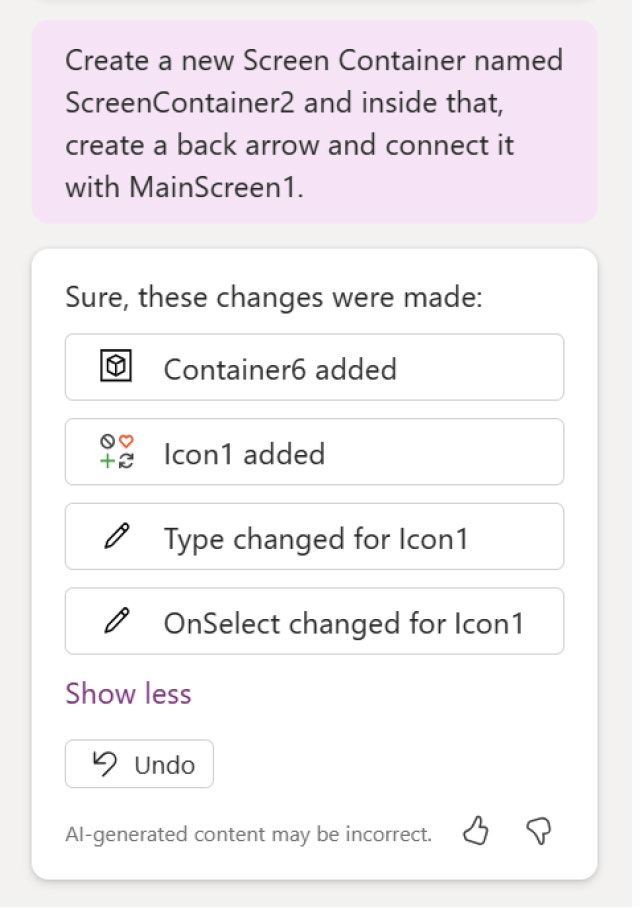 Create a new Screen Container named
ScreenContainer2 and inside that,
create a back arrow and connect it
with MainScreen1.
Sure, these changes were made:
Container6 added
Icon1 added
Type changed for Icon1
OnSelect changed for Icon1
Show less
Undo
AI-generated content may be incorrect.